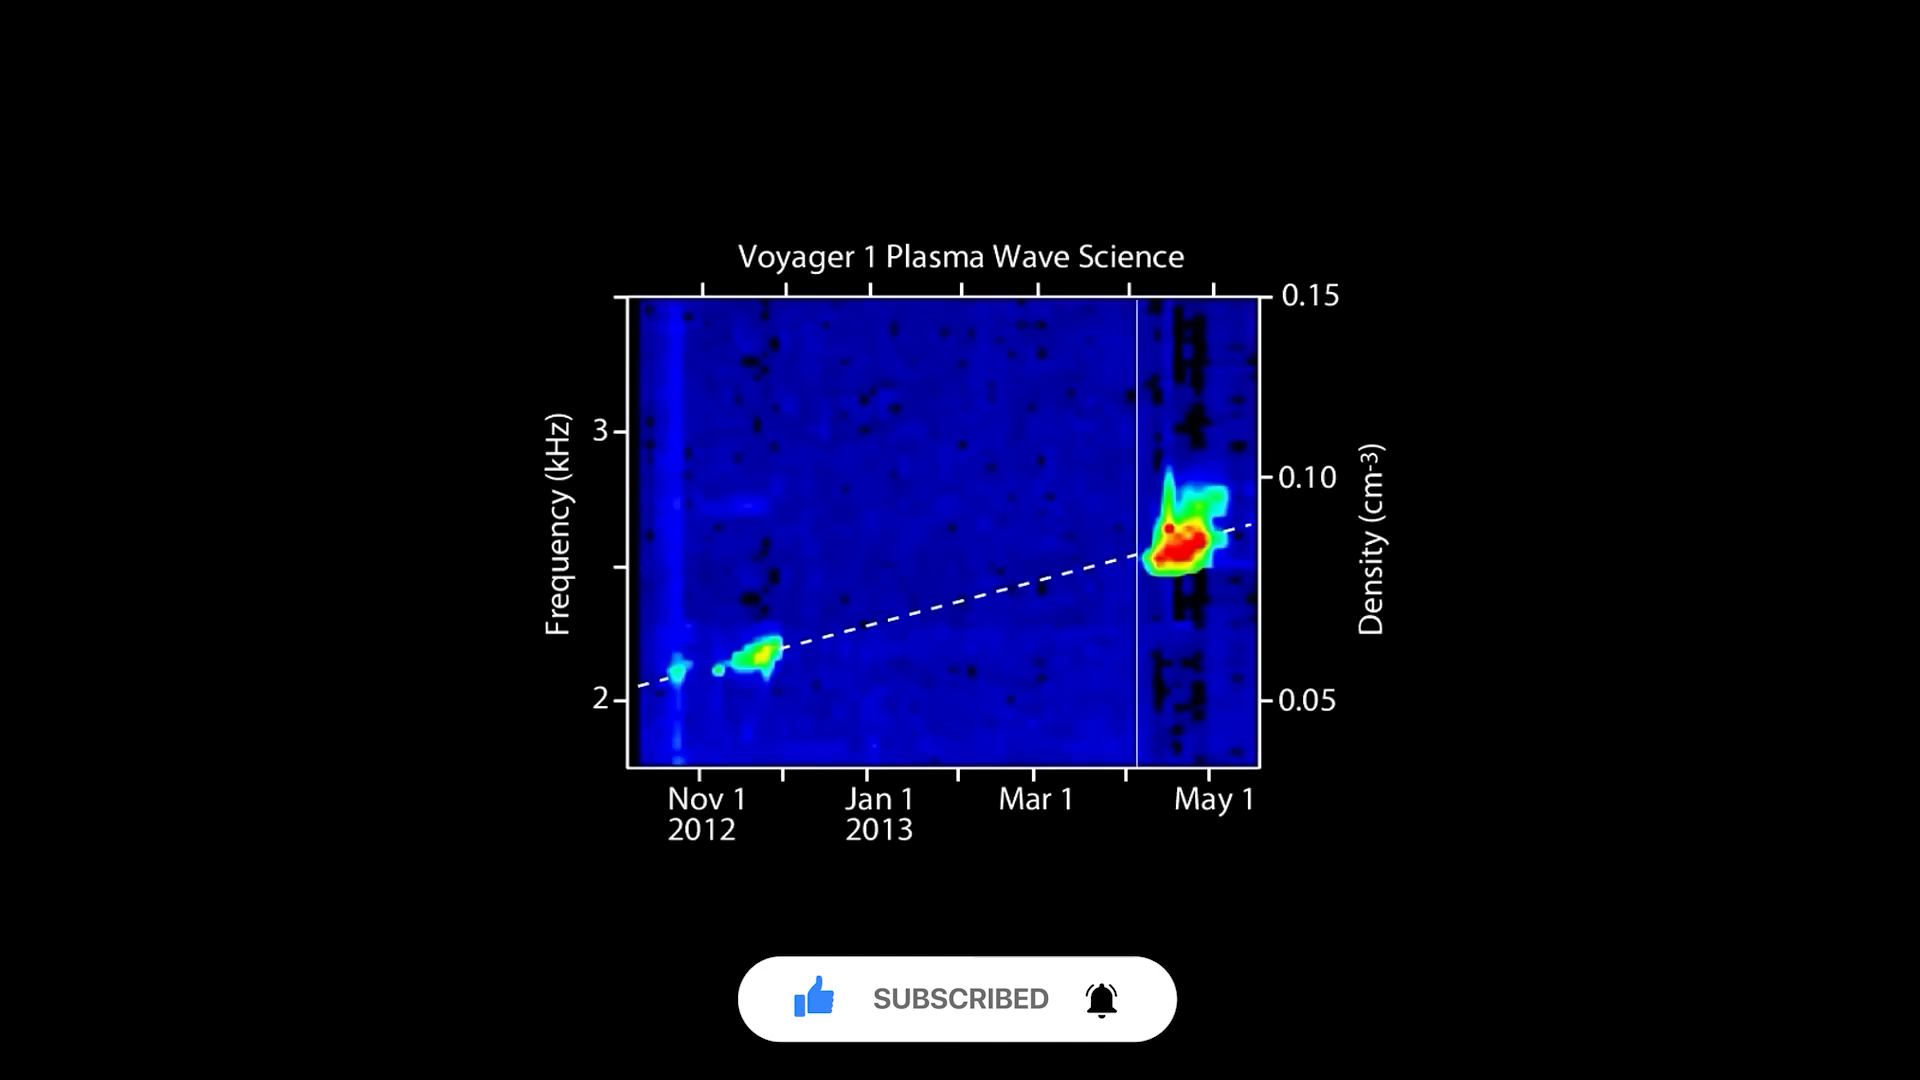 Voyager 1 Plasma Wave Science
0.15
3
0.10
Frequency (kHz)
Density (cm-3)
2
0.05
Nov 1
2012
Jan 1
2013
Mar 1
May 1
SUBSCRIBED